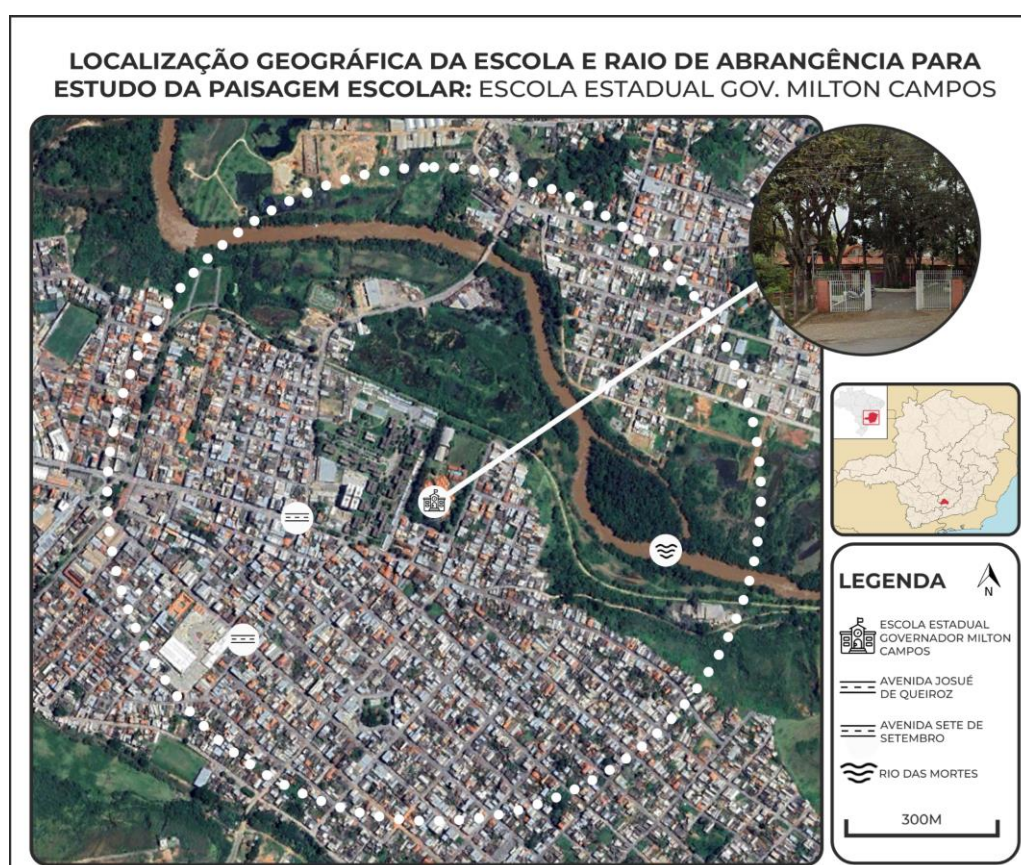 LOCALIZAÇÃO GEOGRÁFICA DA ESCOLA E RAIO DE ABRANGÊNCIA PARA
ESTUDO DA PAISAGEM ESCOLAR: ESCOLA ESTADUAL GOV. MILTON CAMPOS
LEGENDA
N
ESCOLA ESTADUAL
GOVERNADOR MILTON
CAMPOS
AVENIDA JOSUÉ
DE QUEIROZ
AVENIDA SETE DE
SETEMBRO
RIO DAS MORTES
300M